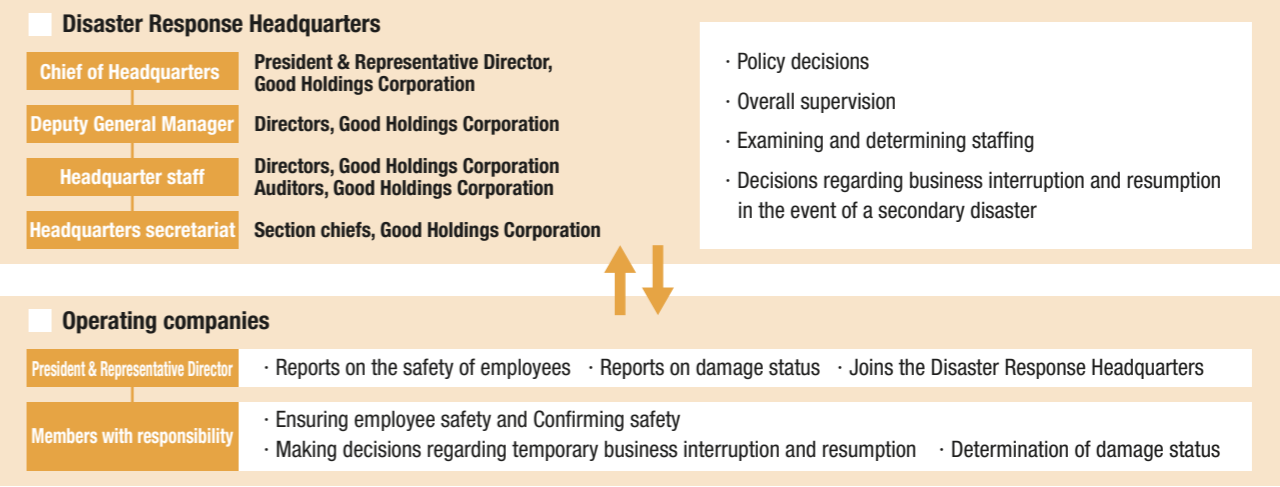 Disaster Response Headquarters
Chief of Headquarters
President & Representative Director,
Good Holdings Corporation
Deputy General Manager
Directors, Good Holdings Corporation
Headquarter staff
Directors, Good Holdings Corporation
Auditors, Good Holdings Corporation
Headquarters secretariat
Section chiefs, Good Holdings Corporation
· Policy decisions
· Overall supervision
· Examining and determining staffing
· Decisions regarding business interruption and resumption
in the event of a secondary disaster
Operating companies
President & Representative Director
· Reports on the safety of employees · Reports on damage status · Joins the Disaster Response Headquarters
Members with responsibility
· Ensuring employee safety and Confirming safety
· Making decisions regarding temporary business interruption and resumption · Determination of damage status